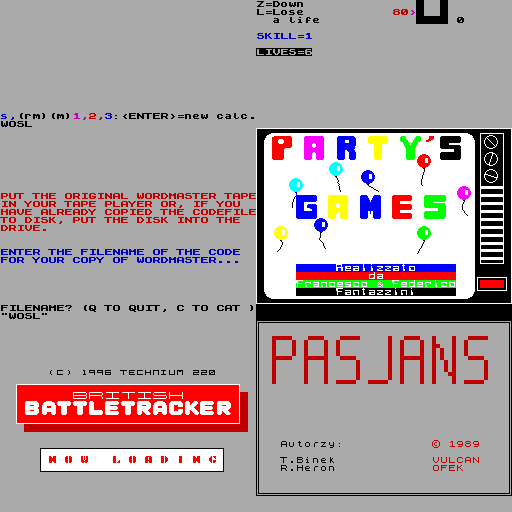 Z=Down
L=Lose
a life
80>
0
SKILL=1
LIVES=6
s,(rm)(m)1,2,3:<ENTER>=new calc.
WOSL
PUT THE ORIGINAL WORDMASTER TAPE
IN YOUR TAPE PLAYER OR, IF YOU
HAVE ALREADY COPIED THE CODEFILE
TO DISK, PUT THE DISK INTO THE
DRIVE.
ENTER THE FILENAME OF THE CODE
FOR YOUR COPY OF WORDMASTER...
FILENAME? (Q TO QUIT, C TO CAT )
"WOSL"
PARTY'S
GAMES
Realizzato
da
Francesco & Federico
Fantazzini
(C) 1996 TECHNIUM 220
BRITISH
BATTLETRACKER
NOW LOADING
PASJANS
Autorzy:
© 1989
T.Binek
VULCAN
R.Heron
OFEK